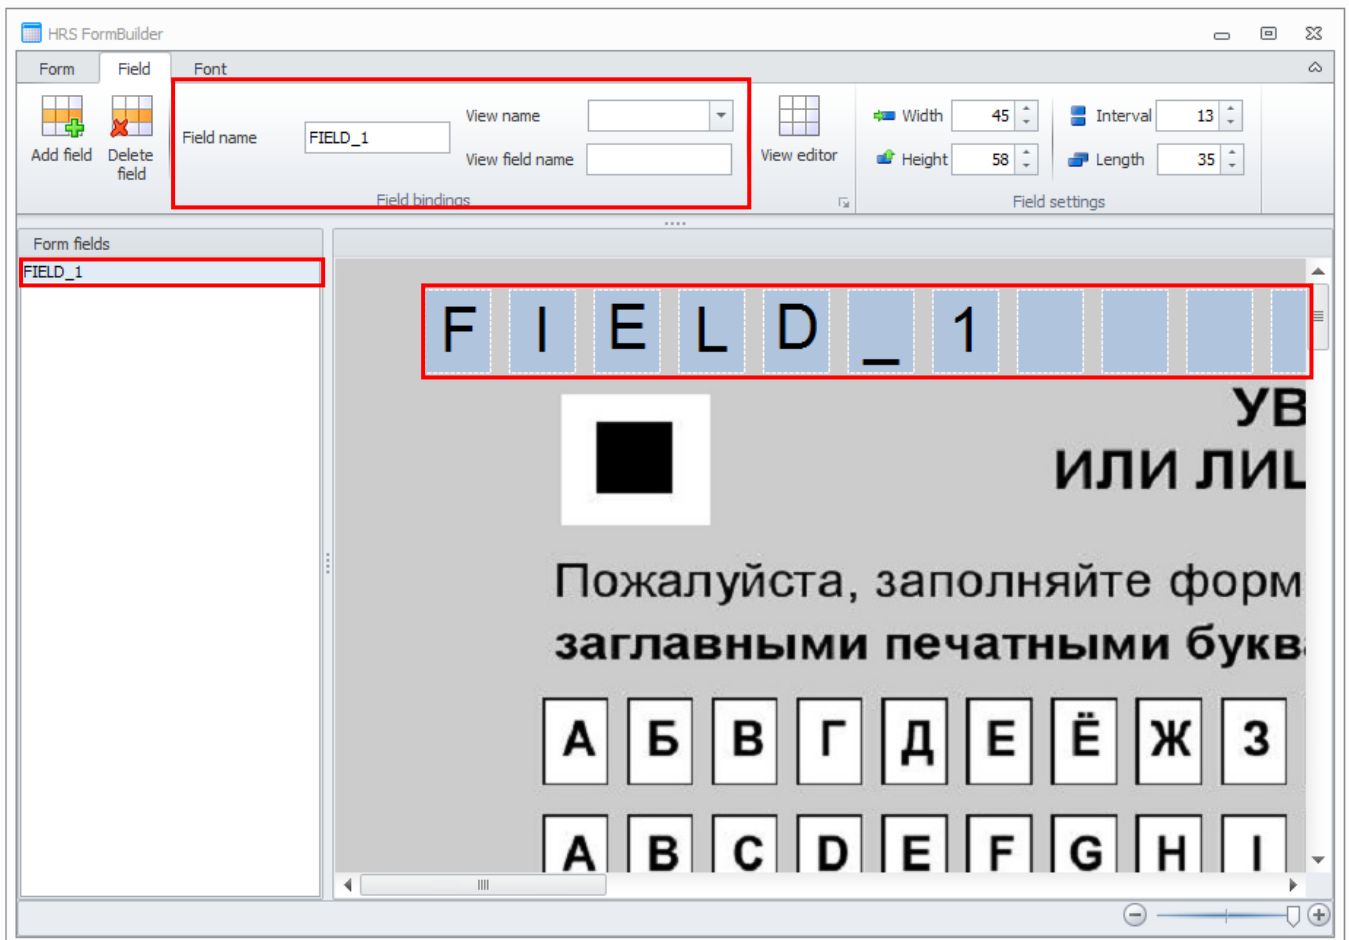 HRS FormBuilder
Form Field Font
Add field
Delete field
Field name FIELD_1
View name
View field name
Field bindings
View editor
Width 45
Height 58
Interval 13
Length 35
Field settings
Form fields
FIELD_1
F I E L D _ 1
УВ
ИЛИ ЛИЦ
Пожалуйста, заполняйте форм
заглавными печатными букв
А Б В Г Д Е Ё Ж З
A B C D E F G H I